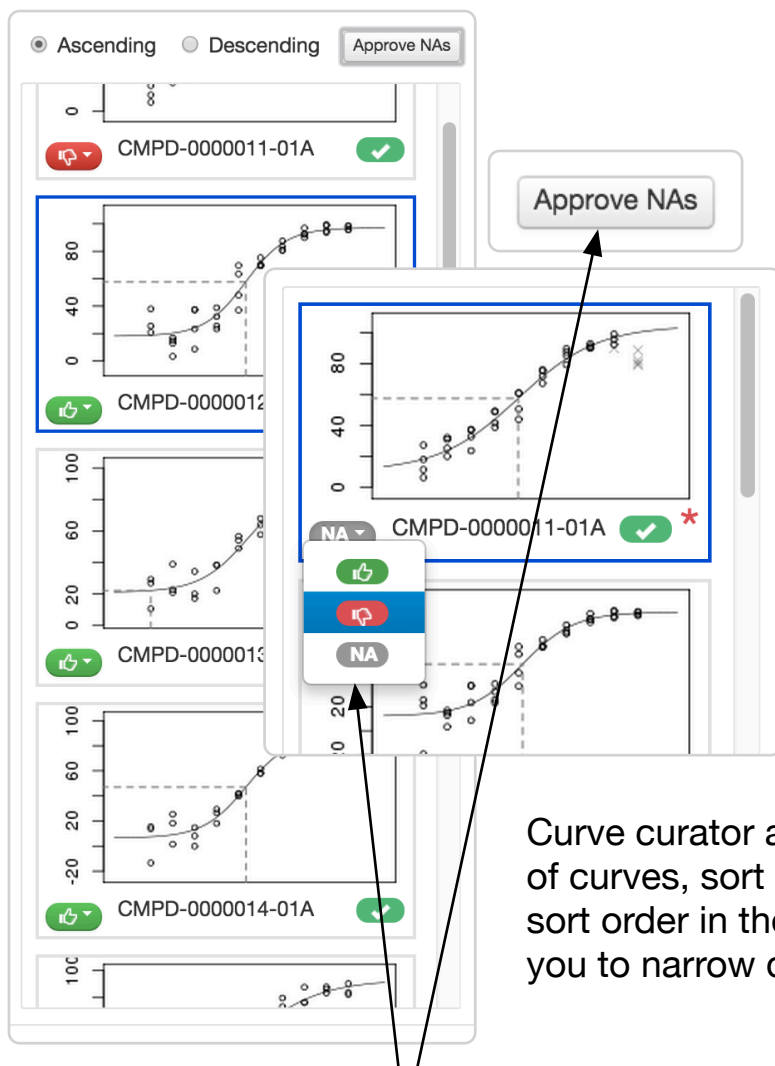 Ascending Descending Approve NAs
0
CMPD-0000011-01A
80
40
0
CMPD-0000012
100
60
20
0
CMPD-0000013
100
60
20
-20
CMPD-0000014-01A
100
Approve NAs
80
40
0
NA CMPD-0000011-01A *
NA
20
Curve curator a
of curves, sort
sort order in the
you to narrow